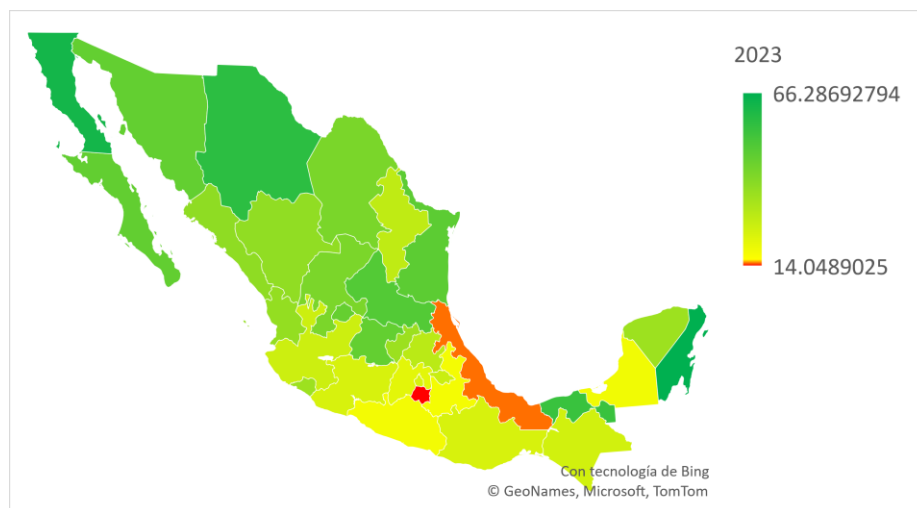 2023
66.28692794
14.0489025
Con tecnología de Bing
© GeoNames, Microsoft, TomTom